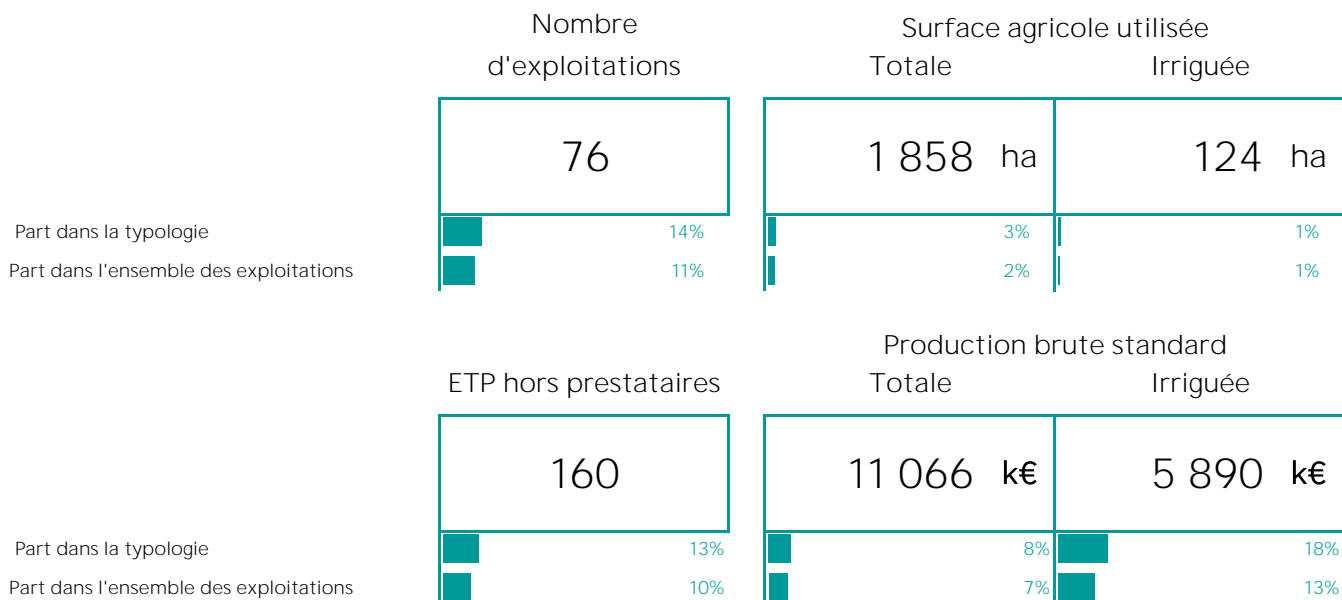 Nombre
d'exploitations
Surface agricole utilisée
Totale Irriguée
76 1 858 ha 124 ha
Part dans la typologie 14% 3% 1%
Part dans l'ensemble des exploitations 11% 2% 1%
Production brute standard
ETP hors prestataires Totale Irriguée
160 11 066 k€ 5 890 k€
Part dans la typologie 13% 8% 18%
Part dans l'ensemble des exploitations 10% 7% 13%